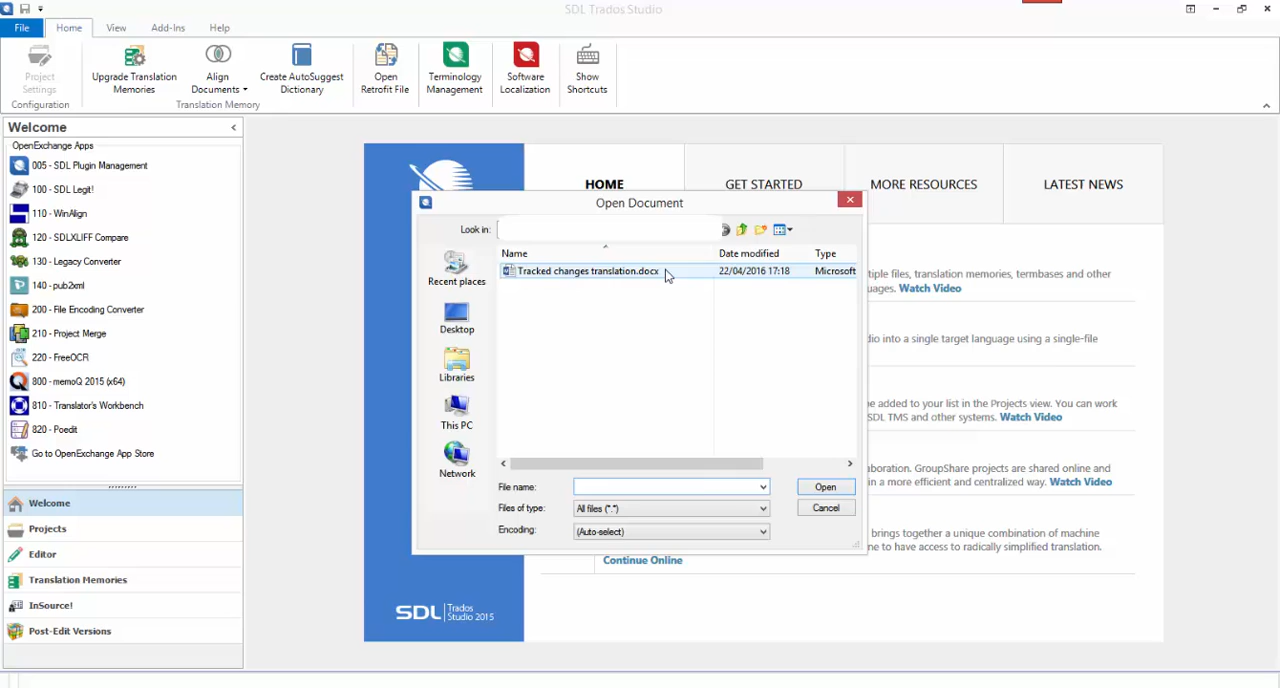 SDL Trados Studio
File Home View Add-Ins Help
Project Settings
Upgrade Translation Memories
Align Documents
Create AutoSuggest Dictionary
Open Retrofit File
Terminology Management
Software Localization
Show Shortcuts
Configuration
Translation Memory
Welcome
OpenExchange Apps
005 - SDL Plugin Management
100 - SDL Legit!
110 - WinAlign
120 - SDLXLIFF Compare
130 - Legacy Converter
140 - pub2xml
200 - File Encoding Converter
210 - Project Merge
220 - FreeOCR
800 - memoQ 2015 (x64)
810 - Translator's Workbench
820 - Poedit
Go to OpenExchange App Store
Welcome
Projects
Editor
Translation Memories
InSource!
Post-Edit Versions
HOME GET STARTED MORE RESOURCES LATEST NEWS
Open Document
Look in:
Name Date modified Type
Tracked changes translation.docx 22/04/2016 17:18 Microsoft
Recent places
Desktop
Libraries
This PC
Network
File name:
Open
Files of type: All files (*.*)
Cancel
Encoding: (Auto-select)
tiple files, translation memories, termbases and other
uages. Watch Video
dio into a single target language using a single-file
be added to your list in the Projects view. You can work
SDL TMS and other systems. Watch Video
boration. GroupShare projects are shared online and
in a more efficient and centralized way. Watch Video
brings together a unique combination of machine
ne to have access to radically simplified translation.
Continue Online
SDL Trados Studio 2015